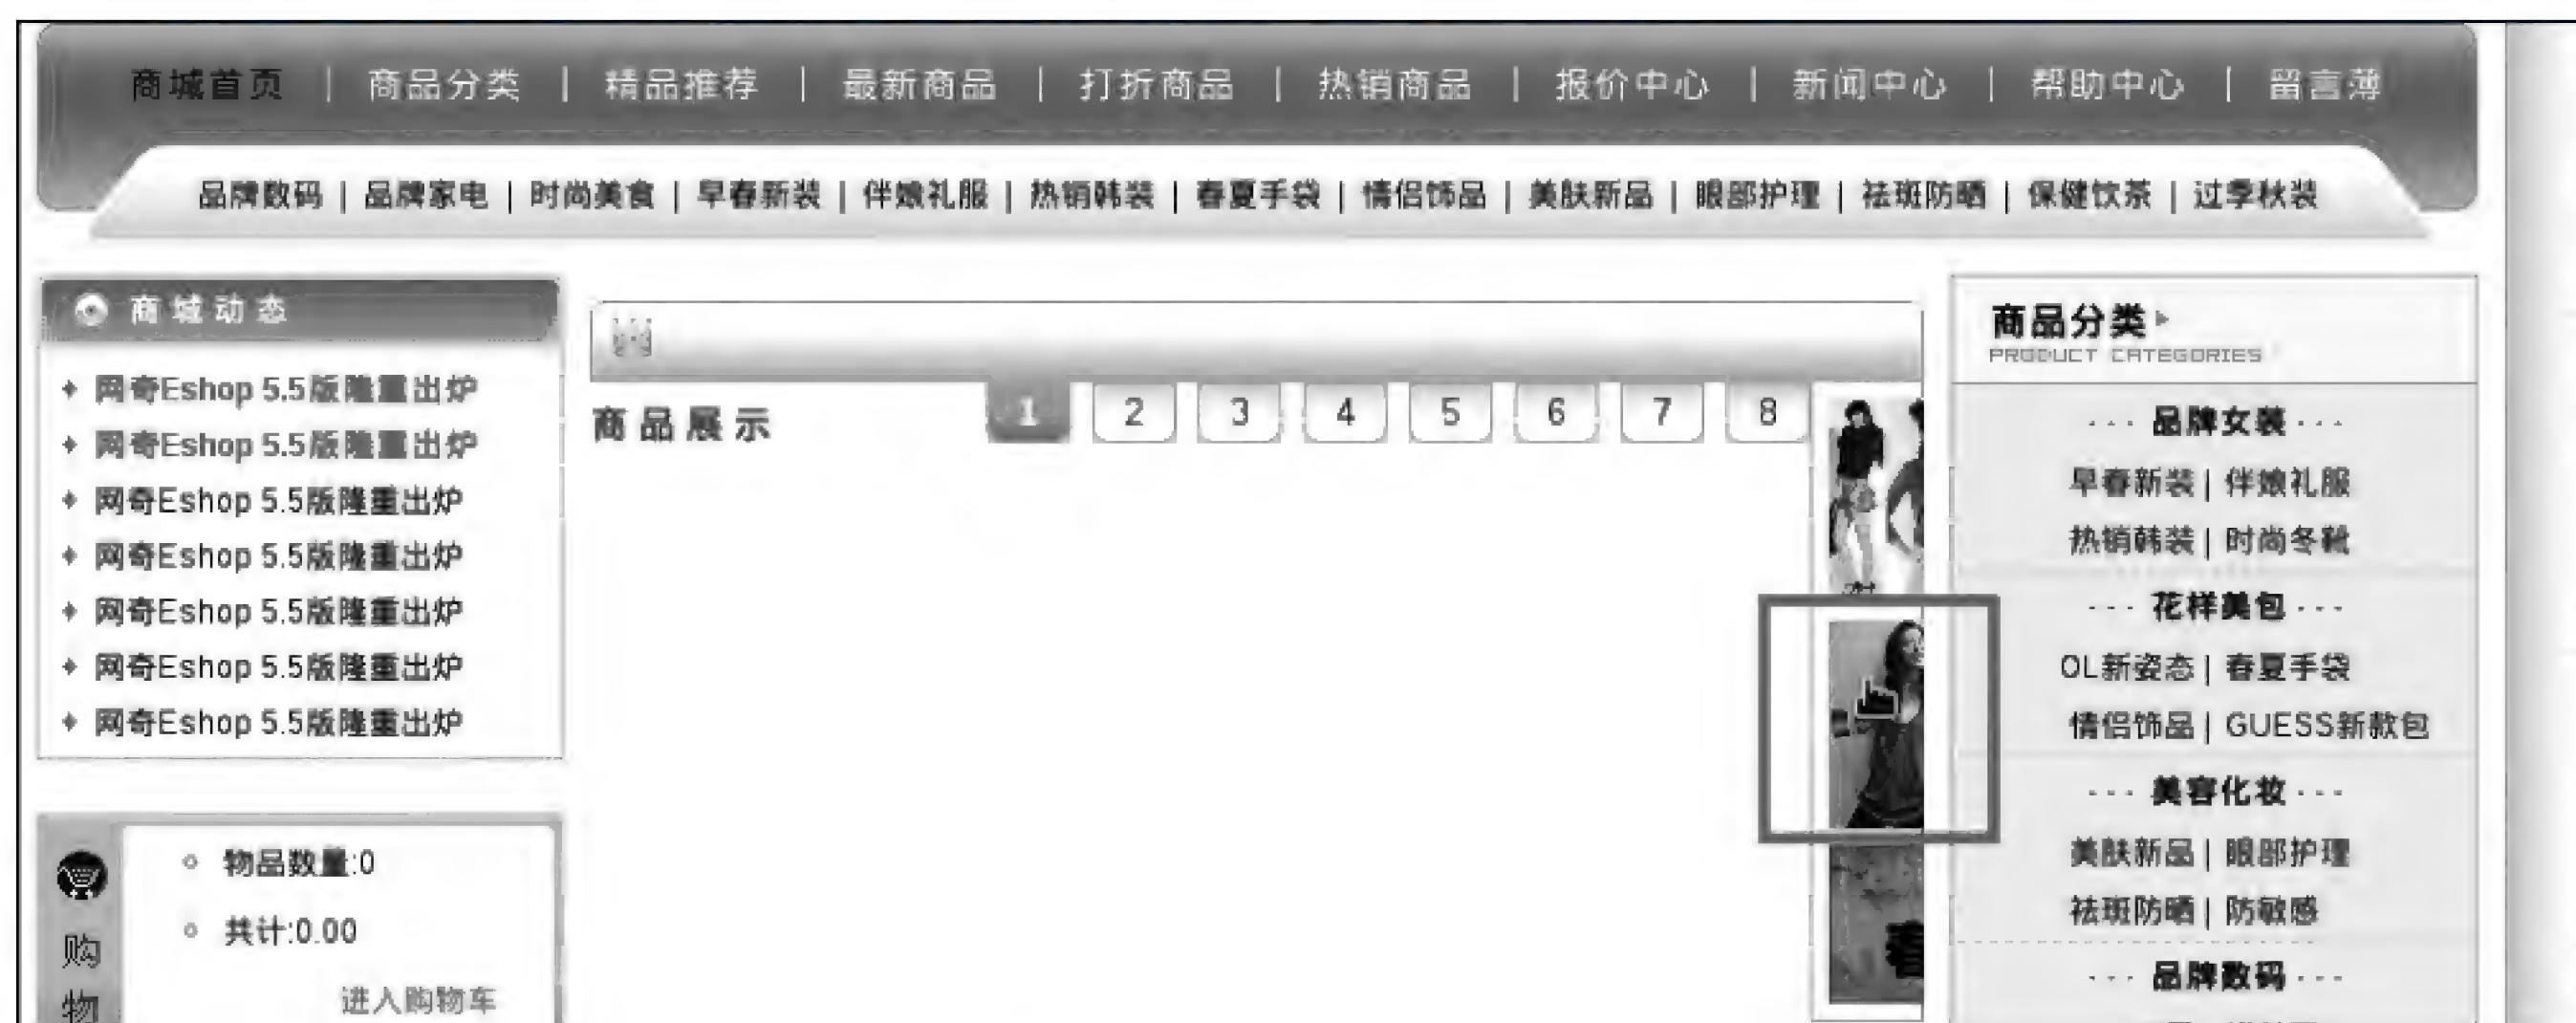 商城首页 | 商品分类 | 精品推荐 | 最新商品 | 打折商品 | 热销商品 | 报价中心 | 新闻中心 | 帮助中心 | 留言薄
品牌数码 | 品牌家电 | 时尚美食 | 早春新装 | 伴娘礼服 | 热销韩装 | 春夏手袋 | 情侣饰品 | 美肤新品 | 眼部护理 | 祛斑防晒 | 保健饮茶 | 过季秋装
商城动态
网奇Eshop 5.5版隆重出炉
网奇Eshop 5.5版隆重出炉
网奇Eshop 5.5版隆重出炉
网奇Eshop 5.5版隆重出炉
网奇Eshop 5.5版隆重出炉
网奇Eshop 5.5版隆重出炉
网奇Eshop 5.5版隆重出炉
物品数量:0
共计:0.00
进入购物车
购
物
商品展示
1 2 3 4 5 6 7 8
商品分类
PRODUCT CATEGORIES
--- 品牌女装 ---
早春新装 | 伴娘礼服
热销韩装 | 时尚冬靴
--- 花样美包 ---
OL新姿态 | 春夏手袋
情侣饰品 | GUESS新款包
--- 美容化妆 ---
美肤新品 | 眼部护理
祛斑防晒 | 防敏感
--- 品牌数码 ---